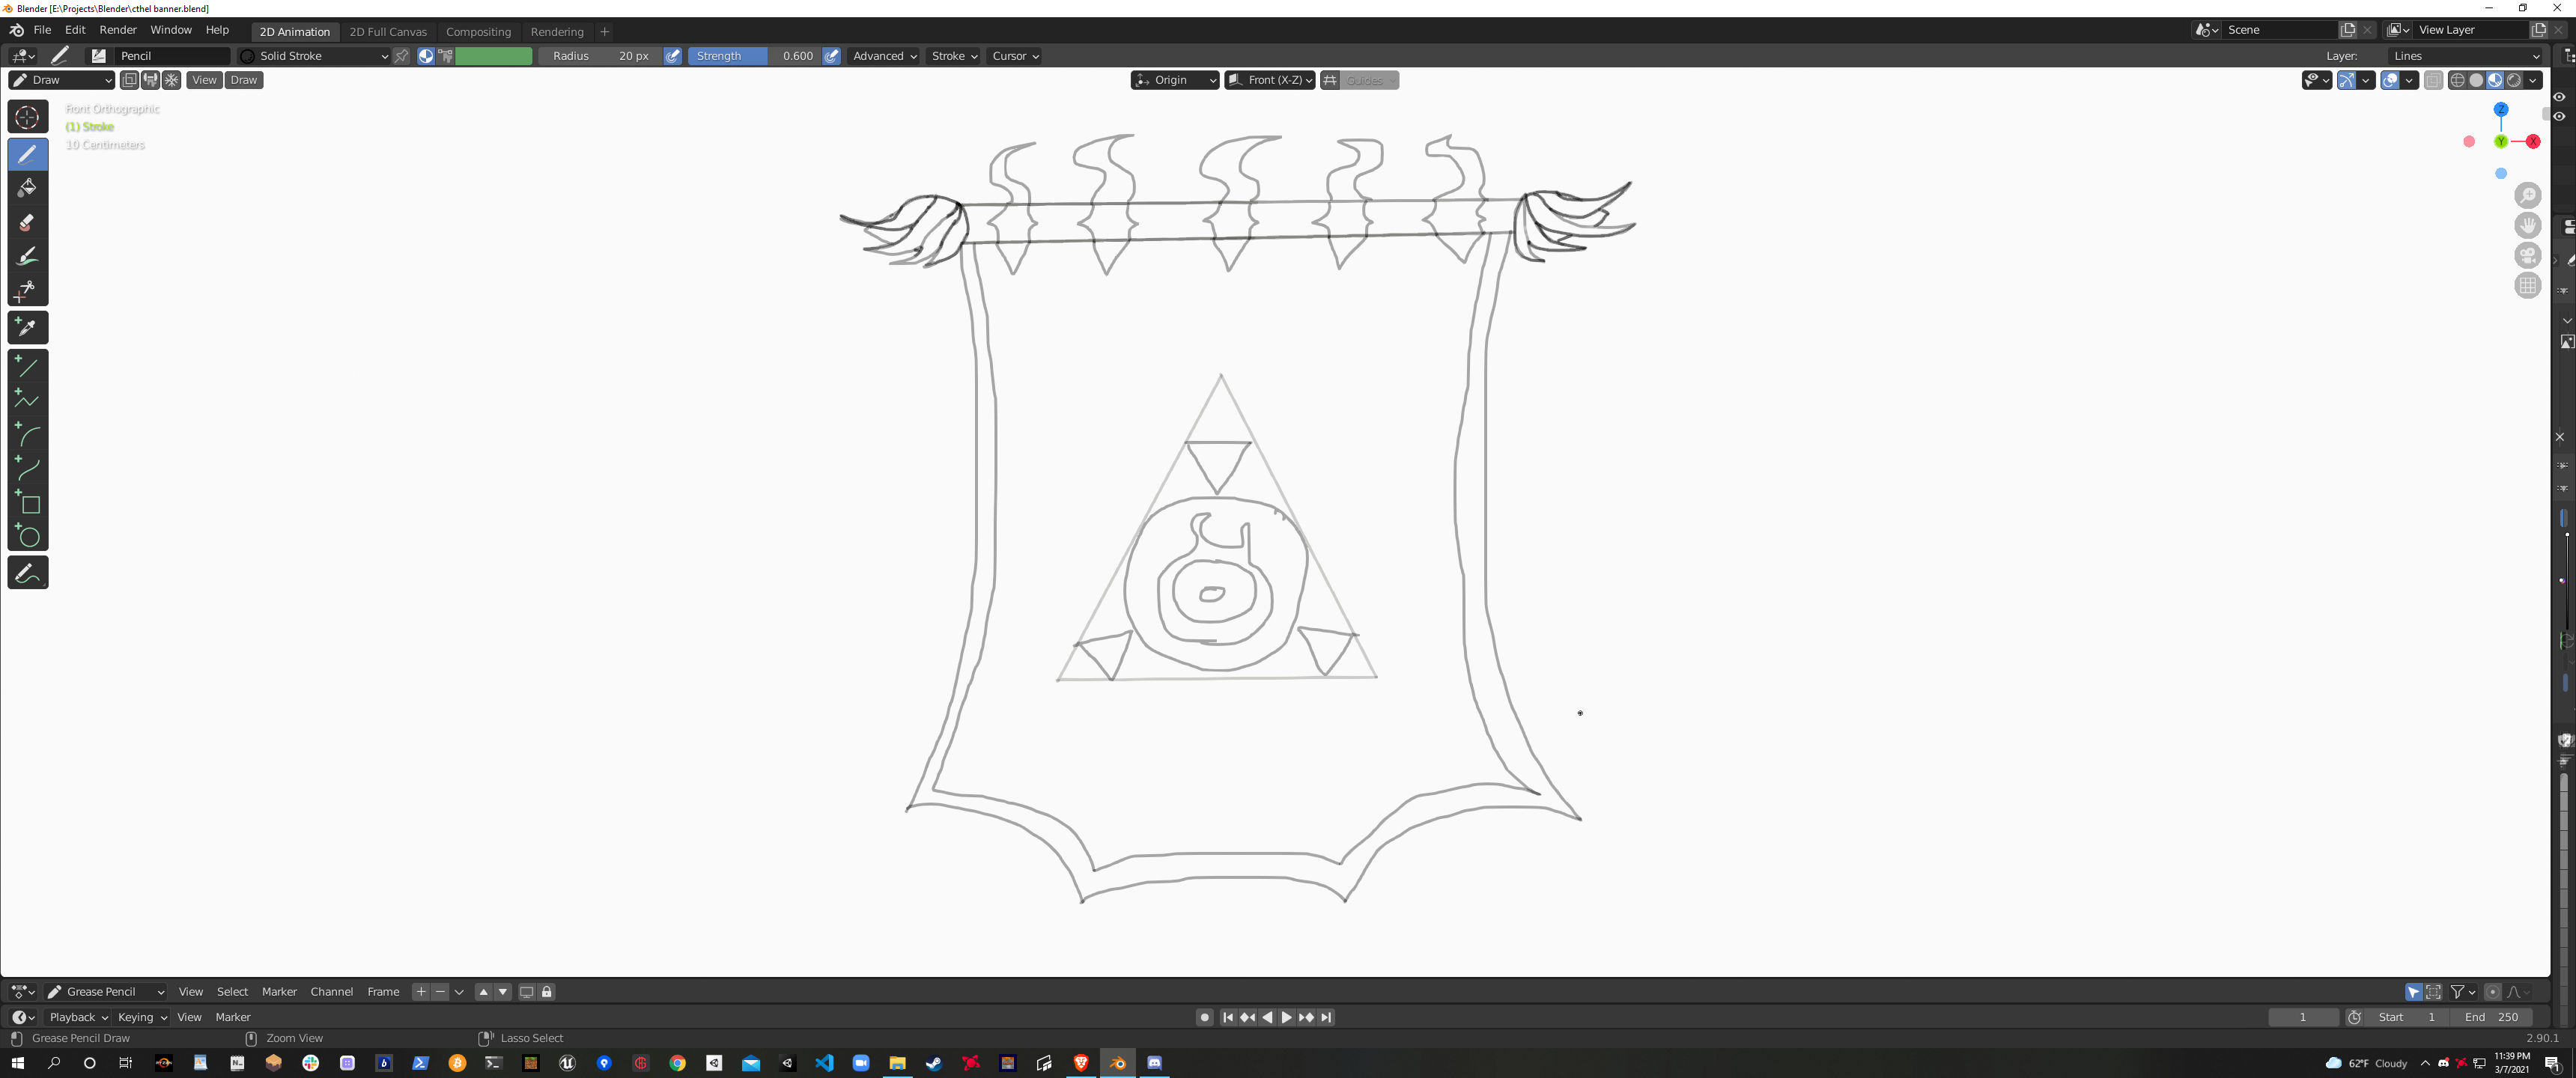 Blender [E:\Projects\Blender\cthel banner.blend]
File Edit Render Window Help 2D Animation 2D Full Canvas Compositing Rendering + Scene View Layer
Pencil Solid Stroke Radius 20 px Strength 0.600 Advanced Stroke Cursor Layer: Lines
Draw View Draw Origin Front (X-Z) Guides
Front Orthographic
(1) Stroke
10 Centimeters
Z
Y X
Grease Pencil View Select Marker Channel Frame
Playback Keying View Marker 1 Start 1 End 250
Grease Pencil Draw Zoom View Lasso Select 2.90.1
62°F Cloudy 11:39 PM
3/7/2021